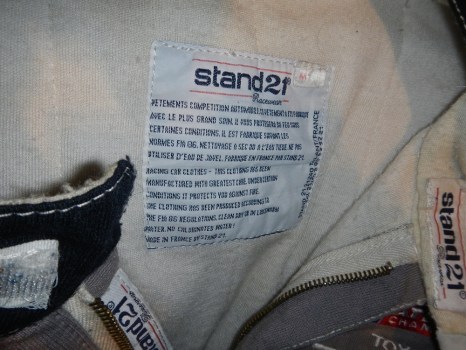 stand21
Racewear
VETEMENTS COMPETITION AUTOMOBILE
AVEC LE PLUS GRAND SOIN, IL VOUS PROTEGERA DU FEU
CERTAINES CONDITIONS. IL EST FABRIQUE
NORMES FIA 86. NETTOYAGE A SEC OU A L'EAU TIEDE. NE PAS
UTILISER D'EAU DE JAVEL. FABRIQUE EN FRANCE PAR STAND 21.
RACING CAR CLOTHES - THIS CLOTHING HAS BEEN
MANUFACTURED WITH GREATEST CARE. UNDER CERTAIN
CONDITIONS IT PROTECTS YOU AGAINST FIRE.
THE CLOTHING HAS BEEN PRODUCED ACCORDING TO
THE FIA 86 REGULATIONS. CLEAN DRY OR IN LUKEWARM
WATER. NO CHLORINATED WATER!
MADE IN FRANCE BY STAND 21.
FRANCE
stand21
stand21
CHAN
TOY